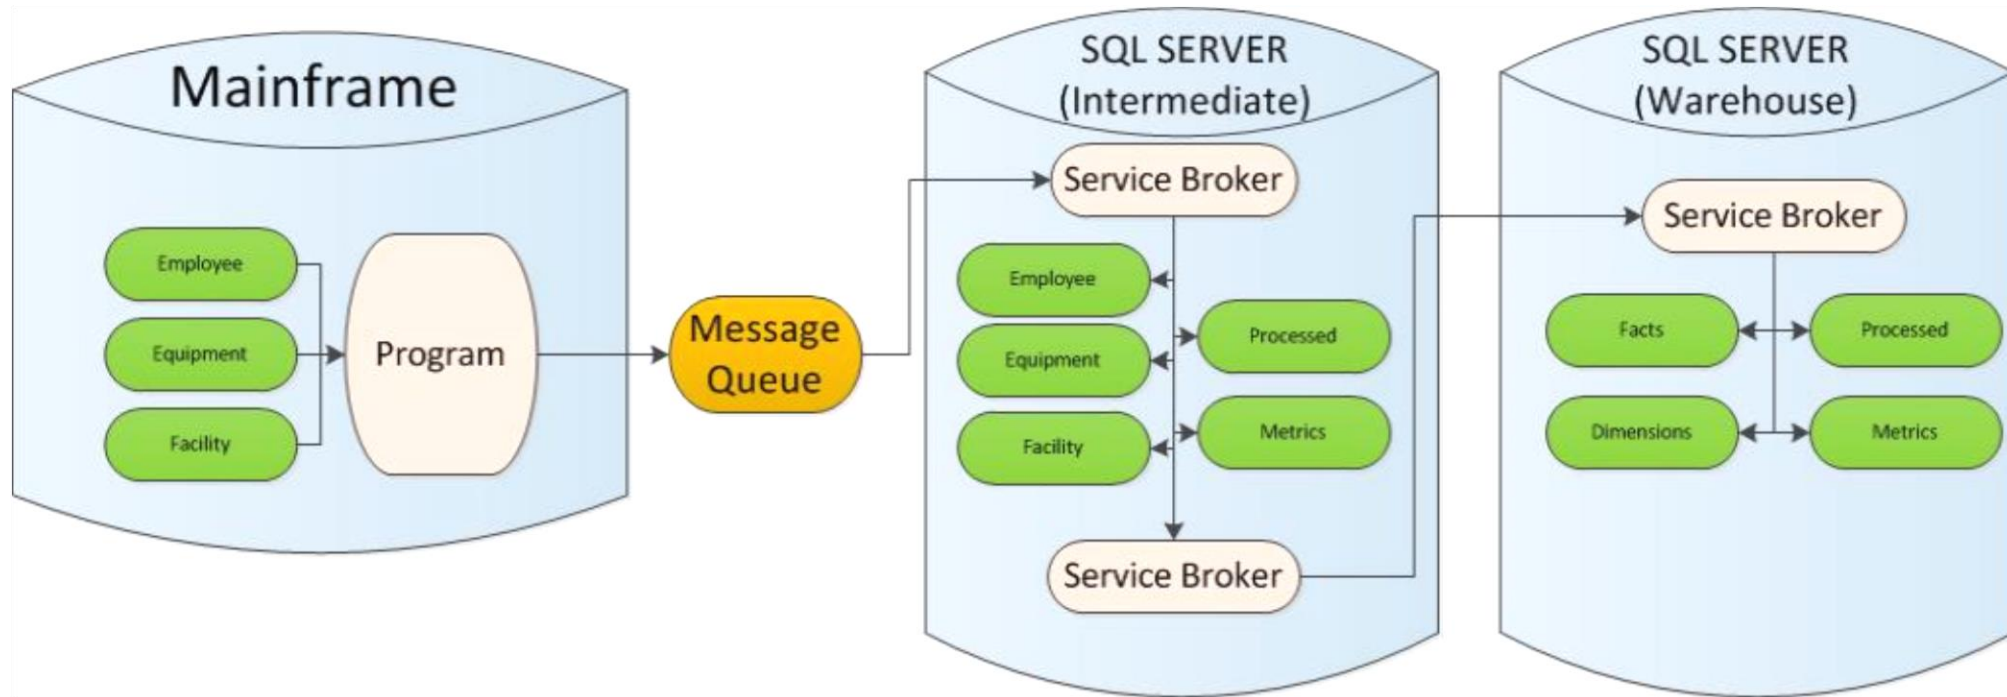 Mainframe
Employee
Equipment
Facility
Program
Message
Queue
SQL SERVER
(Intermediate)
Service Broker
Employee
Equipment
Facility
Processed
Metrics
Service Broker
SQL SERVER
(Warehouse)
Service Broker
Facts
Processed
Dimensions
Metrics